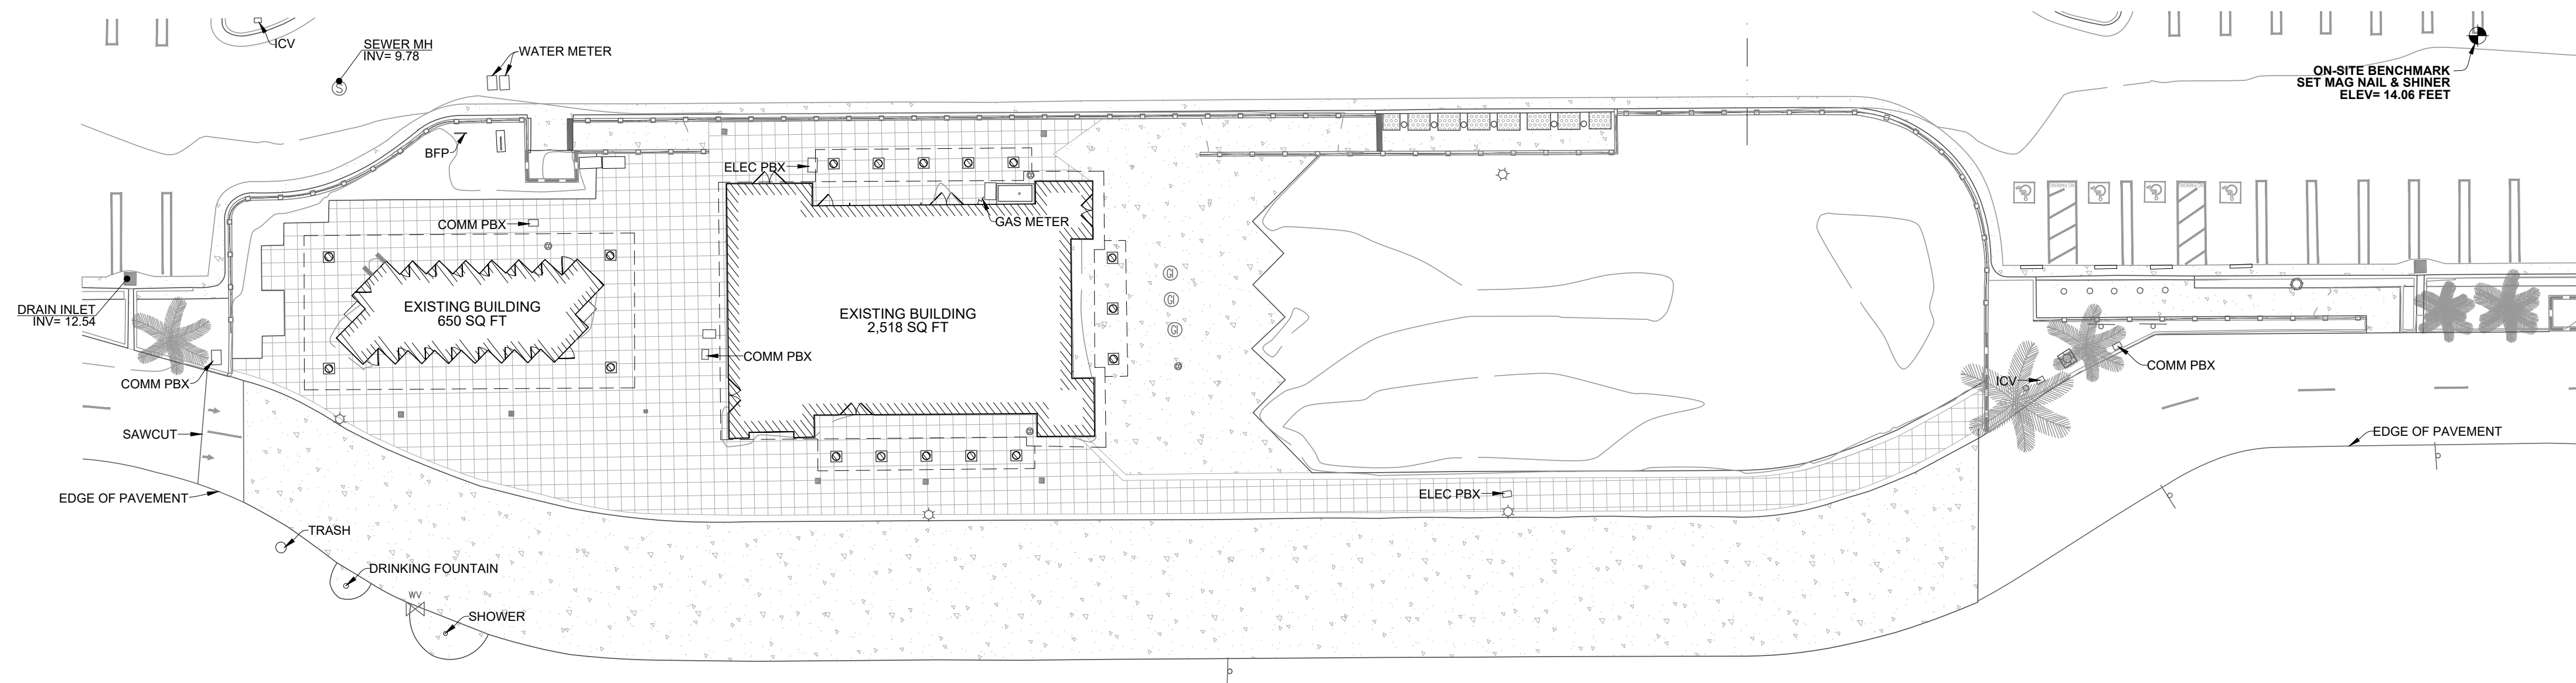 ICV
SEWER MH
INV= 9.78
WATER METER
ON-SITE BENCHMARK
SET MAG NAIL & SHINER
ELEV= 14.06 FEET
S
BFP
ELEC PBX
GAS METER
COMM PBX
EXISTING BUILDING
650 SQ FT
EXISTING BUILDING
2,518 SQ FT
GI
GI
GI
DRAIN INLET
INV= 12.54
COMM PBX
COMM PBX
COMM PBX
ICV
SAWCUT
EDGE OF PAVEMENT
EDGE OF PAVEMENT
ELEC PBX
TRASH
DRINKING FOUNTAIN
WV
SHOWER